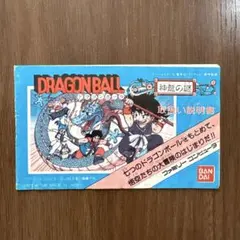 DRAGON BALL
ドラゴンボール
神龍の謎
取扱い説明書
七つのドラゴンボールをもとめて、
悟空たちの大冒険のはじまりだ!!
ファミリーコンピュータ
BAN
DAI